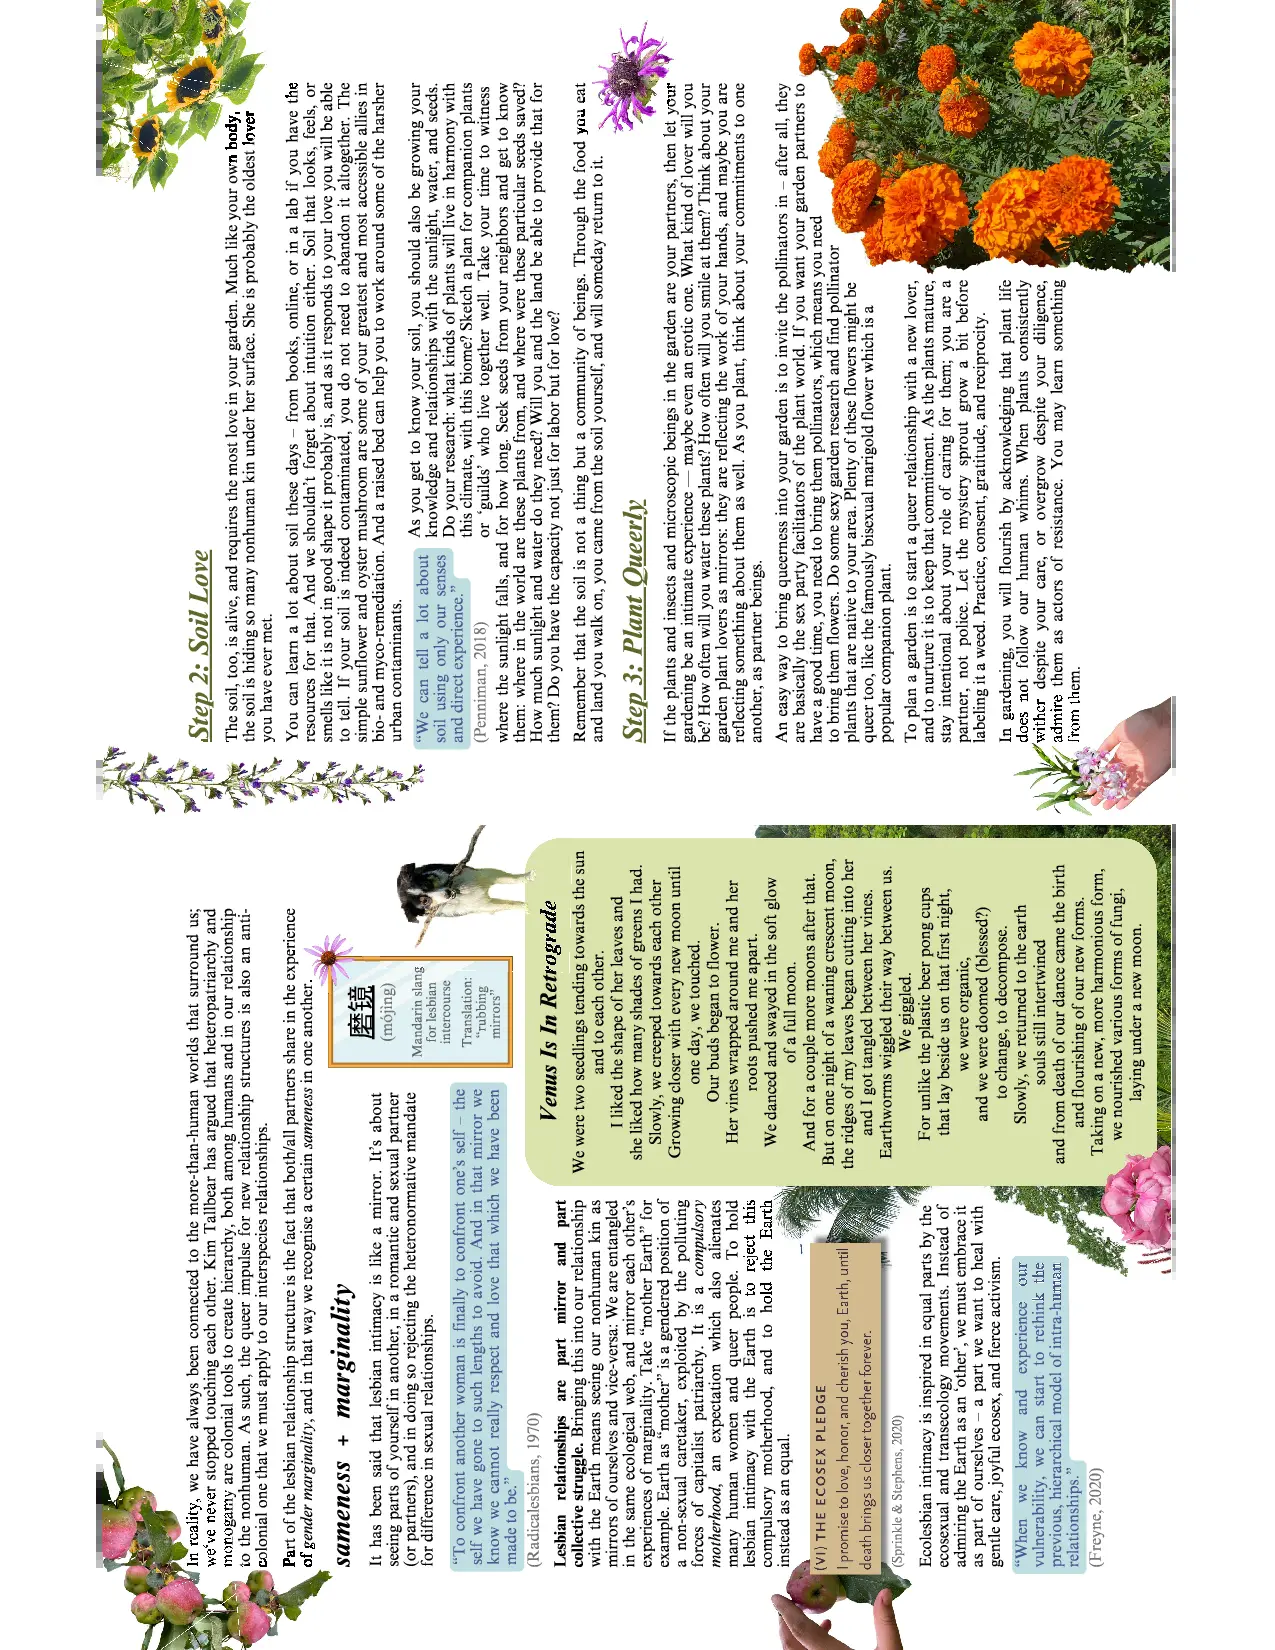 In reality, we have always been connected to the more-than-human worlds that surround us;
we've never stopped touching each other. Kim Tallbear has argued that heteropatriarchy and
monogamy are colonial tools to create hierarchy, both among humans and in our relationship
to the nonhuman. As such, the queer impulse for new relationship structures is also an anti-
colonial one that we must apply to our interspecies relationships.
Part of the lesbian relationship structure is the fact that both/all partners share in the experience
of gender marginality, and in that way we recognise a certain sameness in one another.
sameness + marginality
It has been said that lesbian intimacy is like a mirror. It's about
seeing parts of yourself in another, in a romantic and sexual partner
(or partners), and in doing so rejecting the heteronormative mandate
for difference in sexual relationships.
磨镜
(mójìng)
Mandarin slang
for lesbian
intercourse
Translation:
"rubbing
mirrors"
"To confront another woman is finally to confront one's self – the
self we have gone to such lengths to avoid. And in that mirror we
know we cannot really respect and love that which we have been
made to be."
(Radicalesbians, 1970)
Lesbian relationships are part mirror and part
collective struggle. Bringing this into our relationship
with the Earth means seeing our nonhuman kin as
mirrors of ourselves and vice-versa. We are entangled
in the same ecological web, and mirror each other's
experiences of marginality. Take "mother Earth" for
example. Earth as "mother" is a gendered position of
a non-sexual caretaker, exploited by the polluting
forces of capitalist patriarchy. It is a compulsory
motherhood, an expectation which also alienates
many human women and queer people. To hold
lesbian intimacy with the Earth is to reject this
compulsory motherhood, and to hold the Earth
instead as an equal.
(VI) THE ECOSEX PLEDGE
I promise to love, honor, and cherish you, Earth, until
death brings us closer together forever.
(Sprinkle & Stephens, 2020)
Ecolesbian intimacy is inspired in equal parts by the
ecosexual and transecology movements. Instead of
admiring the Earth as an 'other', we must embrace it
as part of ourselves – a part we want to heal with
gentle care, joyful ecosex, and fierce activism.
"When we know and experience our
vulnerability, we can start to rethink the
previous, hierarchical model of intra-human
relationships."
(Freyne, 2020)
Venus Is In Retrograde
We were two seedlings tending towards the sun
and to each other.
I liked the shape of her leaves and
she liked how many shades of greens I had.
Slowly, we creeped towards each other
Growing closer with every new moon until
one day, we touched.
Our buds began to flower.
Her vines wrapped around me and her
roots pushed me apart.
We danced and swayed in the soft glow
of a full moon.
And for a couple more moons after that.
But on one night of a waning crescent moon,
the ridges of my leaves began cutting into her
and I got tangled between her vines.
Earthworms wiggled their way between us.
We giggled.
For unlike the plastic beer pong cups
that lay beside us on that first night,
we were organic,
and we were doomed (blessed?)
to change, to decompose.
Slowly, we returned to the earth
souls still intertwined
and from death of our dance came the birth
and flourishing of our new forms.
Taking on a new, more harmonious form,
we nourished various forms of fungi,
laying under a new moon.
Step 2: Soil Love
The soil, too, is alive, and requires the most love in your garden. Much like your own body,
the soil is hiding so many nonhuman kin under her surface. She is probably the oldest lover
you have ever met.
You can learn a lot about soil these days – from books, online, or in a lab if you have the
resources for that. And we shouldn't forget about intuition either. Soil that looks, feels, or
smells like it is not in good shape it probably is, and as it responds to your love you will be able
to tell. If your soil is indeed contaminated, you do not need to abandon it altogether. The
simple sunflower and oyster mushroom are some of your greatest and most accessible allies in
bio- and myco-remediation. And a raised bed can help you to work around some of the harsher
urban contaminants.
"We can tell a lot about
soil using only our senses
and direct experience."
(Penniman, 2018)
As you get to know your soil, you should also be growing your
knowledge and relationships with the sunlight, water, and seeds.
Do your research: what kinds of plants will live in harmony with
this climate, with this biome? Sketch a plan for companion plants
or 'guilds' who live together well. Take your time to witness
where the sunlight falls, and for how long. Seek seeds from your neighbors and get to know
them: where in the world are these plants from, and where were these particular seeds saved?
How much sunlight and water do they need? Will you and the land be able to provide that for
them? Do you have the capacity not just for labor but for love?
Remember that the soil is not a thing but a community of beings. Through the food you eat
and land you walk on, you came from the soil yourself, and will someday return to it.
Step 3: Plant Queerly
If the plants and insects and microscopic beings in the garden are your partners, then let your
gardening be an intimate experience — maybe even an erotic one. What kind of lover will you
be? How often will you water these plants? How often will you smile at them? Think about your
garden plant lovers as mirrors: they are reflecting the work of your hands, and maybe you are
reflecting something about them as well. As you plant, think about your commitments to one
another, as partner beings.
An easy way to bring queerness into your garden is to invite the pollinators in – after all, they
are basically the sex party facilitators of the plant world. If you want your garden partners to
have a good time, you need to bring them pollinators, which means you need
to bring them flowers. Do some sexy garden research and find pollinator
plants that are native to your area. Plenty of these flowers might be
queer too, like the famously bisexual marigold flower which is a
popular companion plant.
To plan a garden is to start a queer relationship with a new lover,
and to nurture it is to keep that commitment. As the plants mature,
stay intentional about your role of caring for them; you are a
partner, not police. Let the mystery sprout grow a bit before
labeling it a weed. Practice, consent, gratitude, and reciprocity.
In gardening, you will flourish by acknowledging that plant life
does not follow our human whims. When plants consistently
wither despite your care, or overgrow despite your diligence,
admire them as actors of resistance. You may learn something
from them.